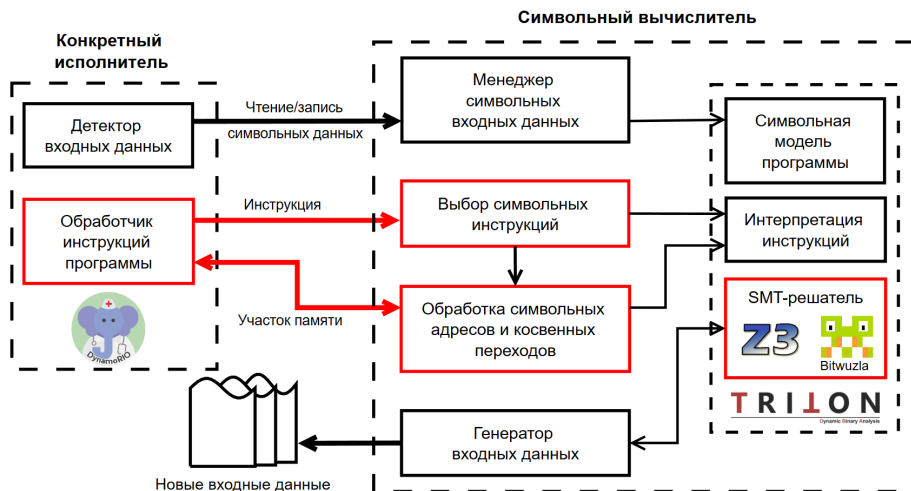 Символьный вычислитель
Конкретный
исполнитель
Детектор
входных данных
Чтение/запись
символьных данных
Менеджер
символьных
входных данных
Символьная
модель
программы
Обработчик
инструкций
программы
Инструкция
Выбор символьных
инструкций
Интерпретация
инструкций
Участок памяти
Обработка символьных
адресов и косвенных
переходов
SMT-решатель
Z3
Bitwuzla
DynamoRIO
TRITON
Dynamic Binary Analysis
Генератор
входных данных
Новые входные данные